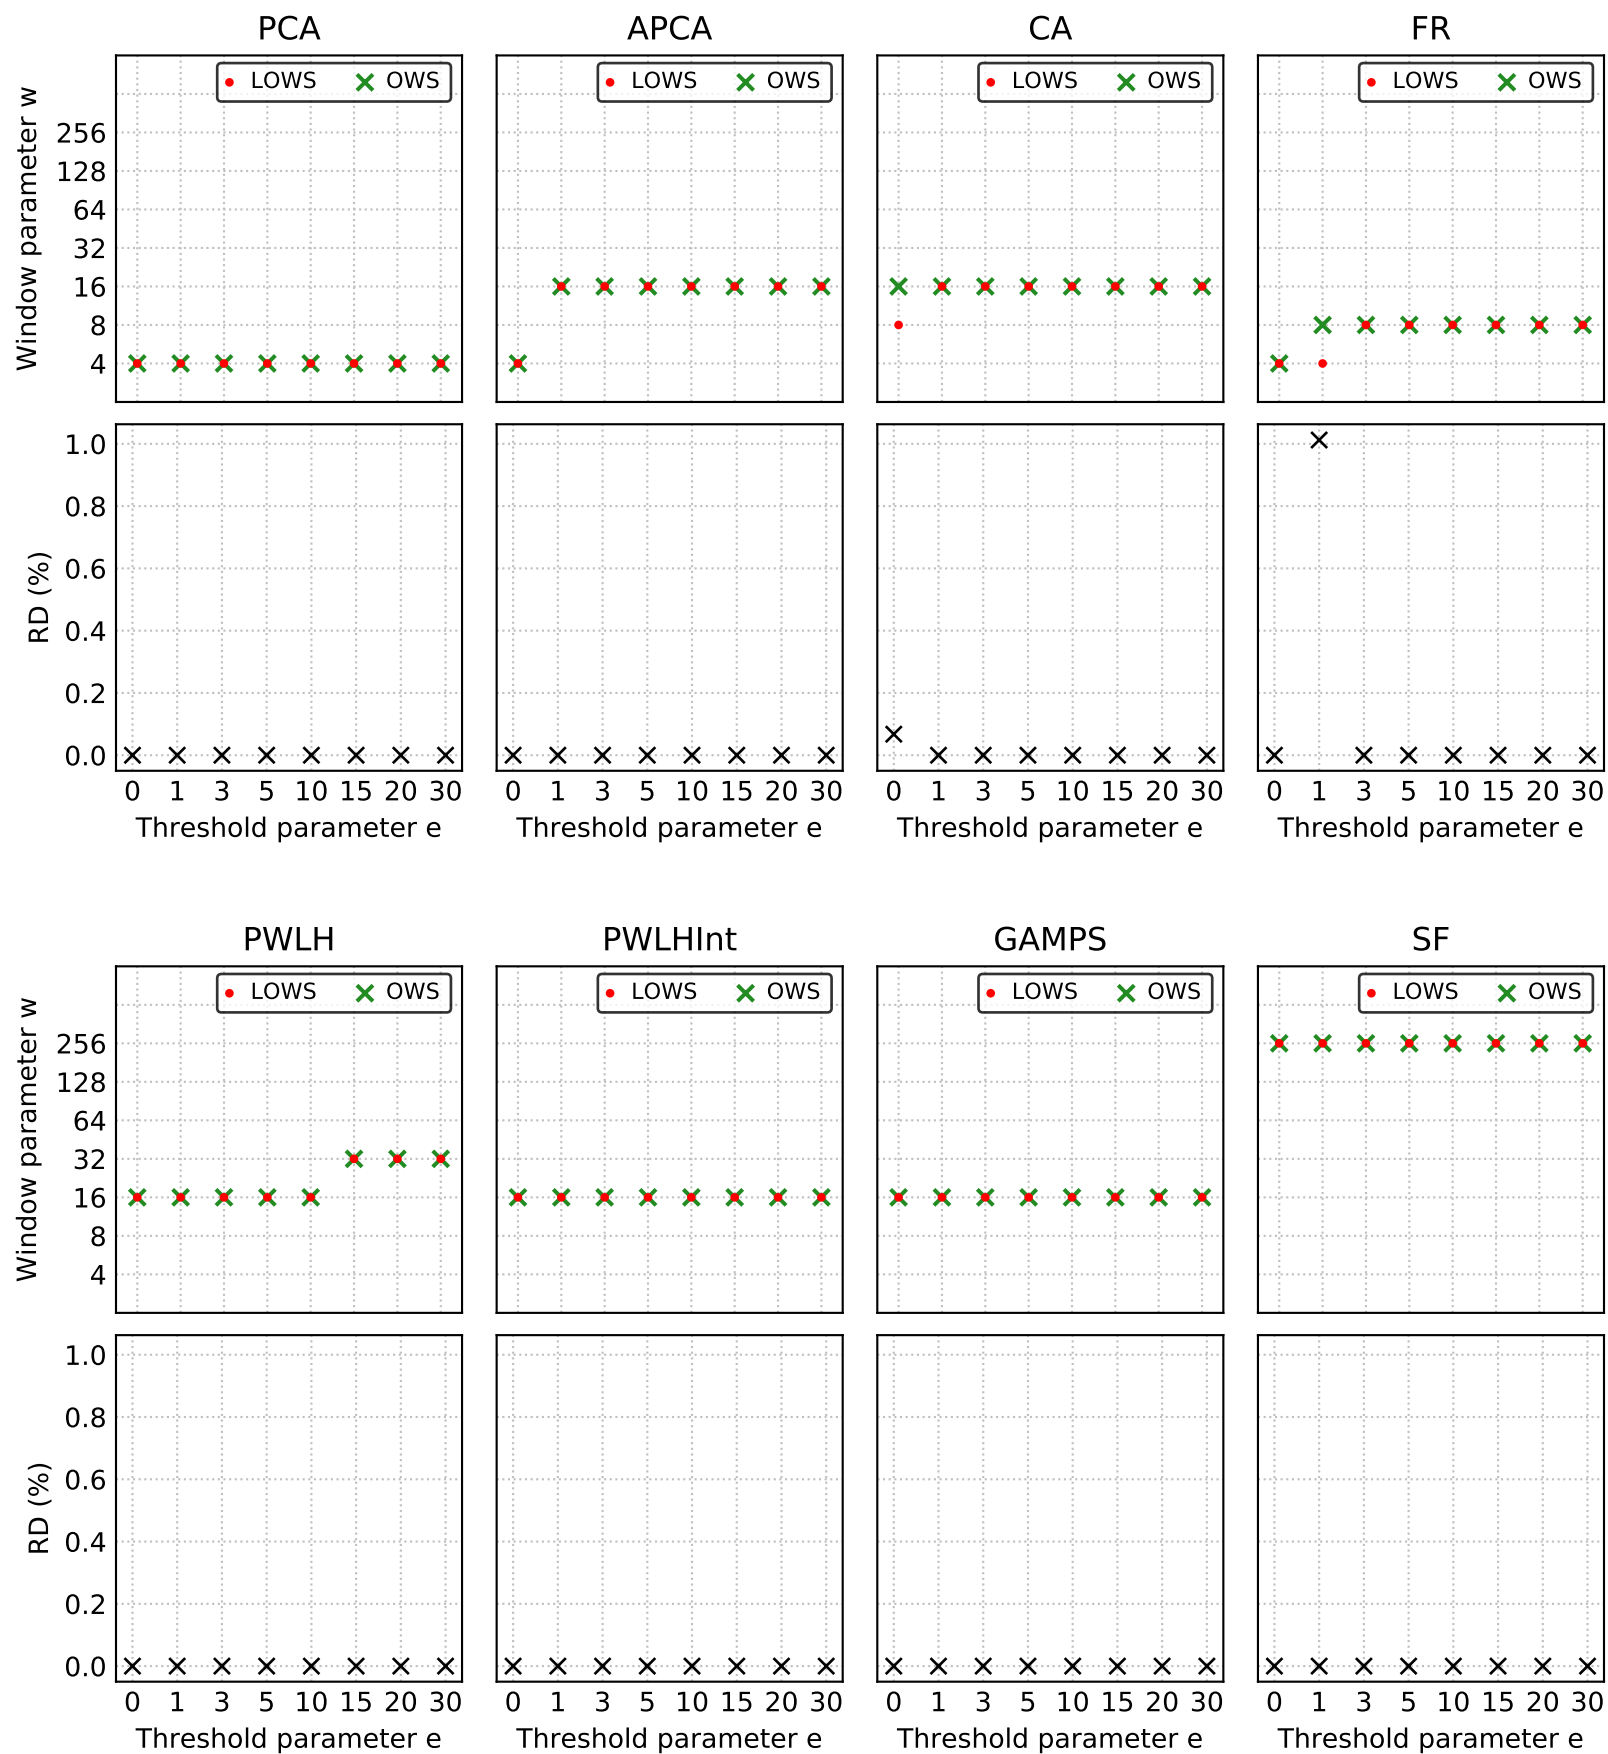 PCA APCA CA FR
LOWS OWS LOWS OWS LOWS OWS LOWS OWS
Window parameter w
256
128
64
32
16
8
4
RD (%)
1.0
0.8
0.6
0.4
0.2
0.0
0 1 3 5 10 15 20 30 0 1 3 5 10 15 20 30 0 1 3 5 10 15 20 30 0 1 3 5 10 15 20 30
Threshold parameter e Threshold parameter e Threshold parameter e Threshold parameter e
PWLH PWLHInt GAMPS SF
LOWS OWS LOWS OWS LOWS OWS LOWS OWS
Window parameter w
256
128
64
32
16
8
4
RD (%)
1.0
0.8
0.6
0.4
0.2
0.0
0 1 3 5 10 15 20 30 0 1 3 5 10 15 20 30 0 1 3 5 10 15 20 30 0 1 3 5 10 15 20 30
Threshold parameter e Threshold parameter e Threshold parameter e Threshold parameter e